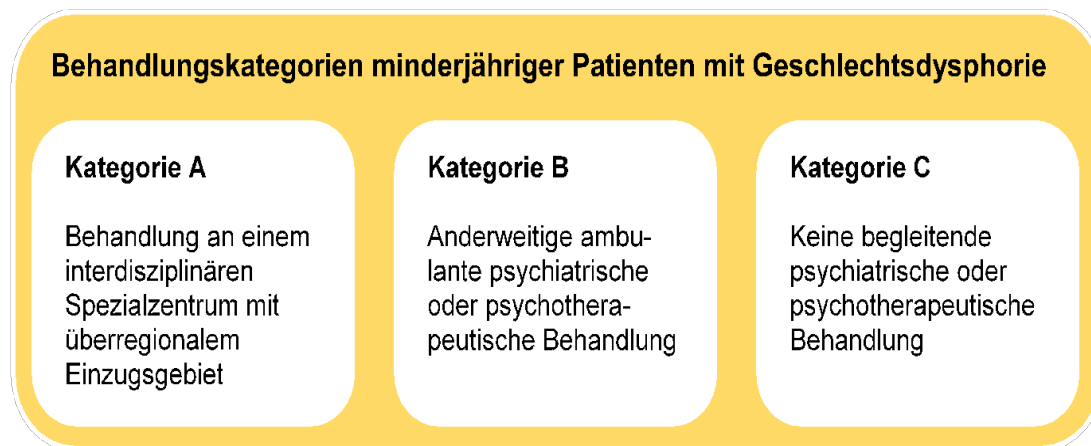 Behandlungskategorien minderjähriger Patienten mit Geschlechtsdysphorie
Kategorie A
Behandlung an einem
interdisziplinären
Spezialzentrum mit
überregionalem
Einzugsgebiet
Kategorie B
Anderweitige ambu-
lante psychiatrische
oder psychothera-
peutische Behandlung
Kategorie C
Keine begleitende
psychiatrische oder
psychotherapeutische
Behandlung